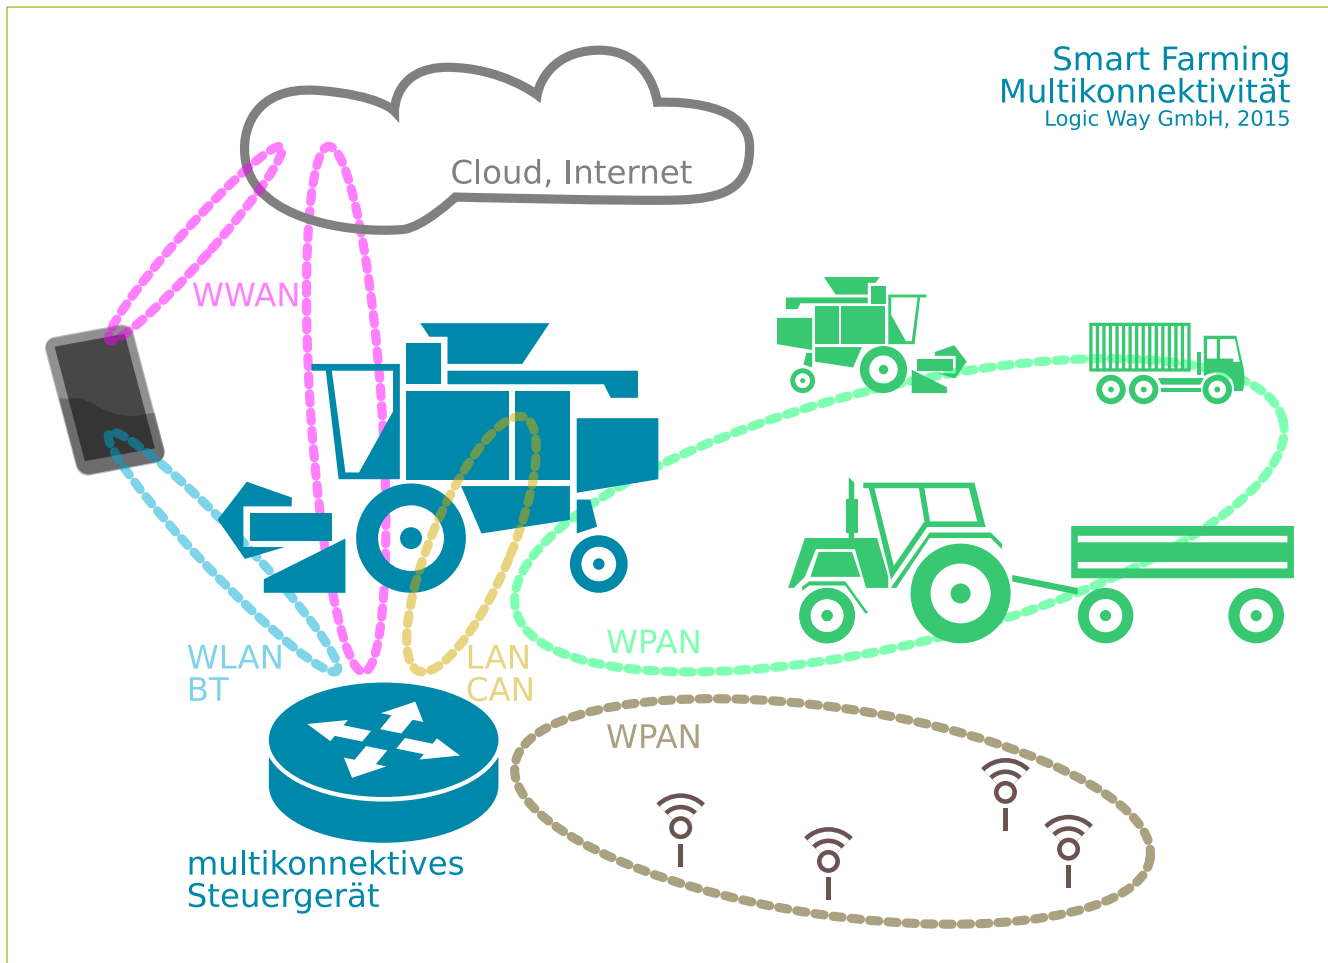 Smart Farming
Multikonnektivität
Logic Way GmbH, 2015
Cloud, Internet
WWAN
WPAN
WLAN
BT
LAN
CAN
WPAN
multikonnektives
Steuergerät